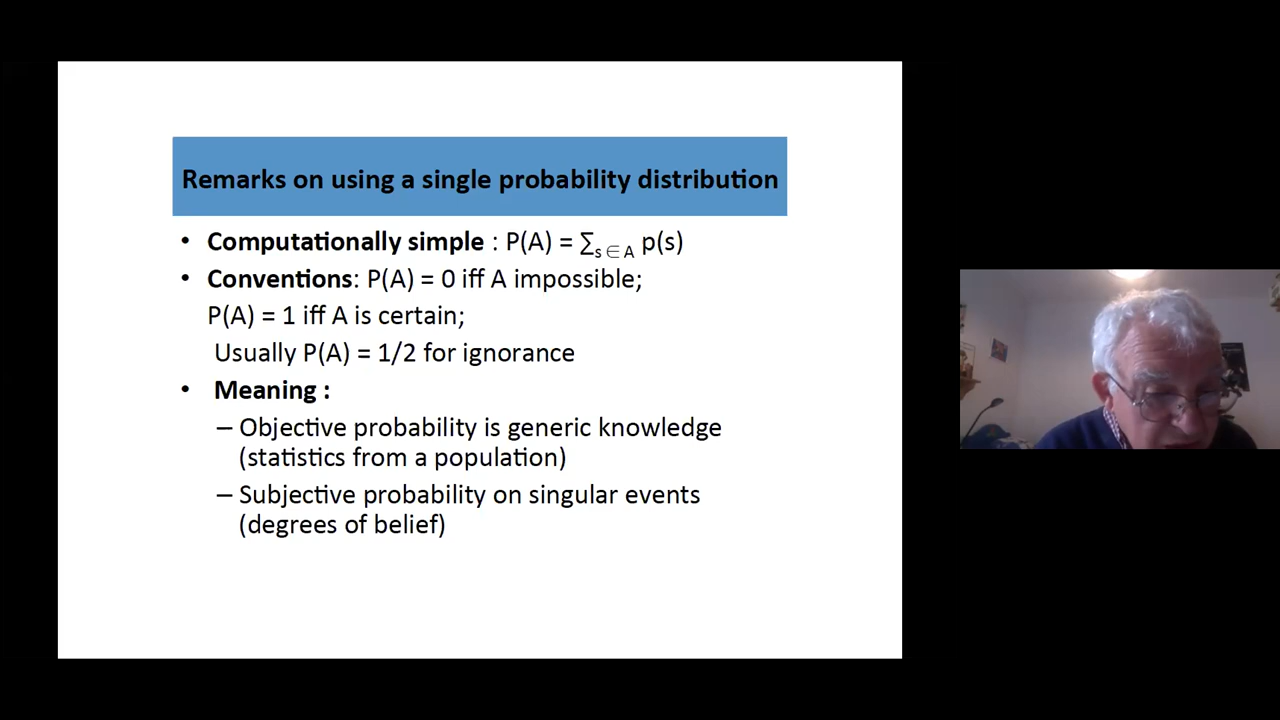 Remarks on using a single probability distribution
• Computationally simple : P(A) = ∑s∈A p(s)
• Conventions: P(A) = 0 iff A impossible;
P(A) = 1 iff A is certain;
Usually P(A) = 1/2 for ignorance
• Meaning :
– Objective probability is generic knowledge
(statistics from a population)
– Subjective probability on singular events
(degrees of belief)